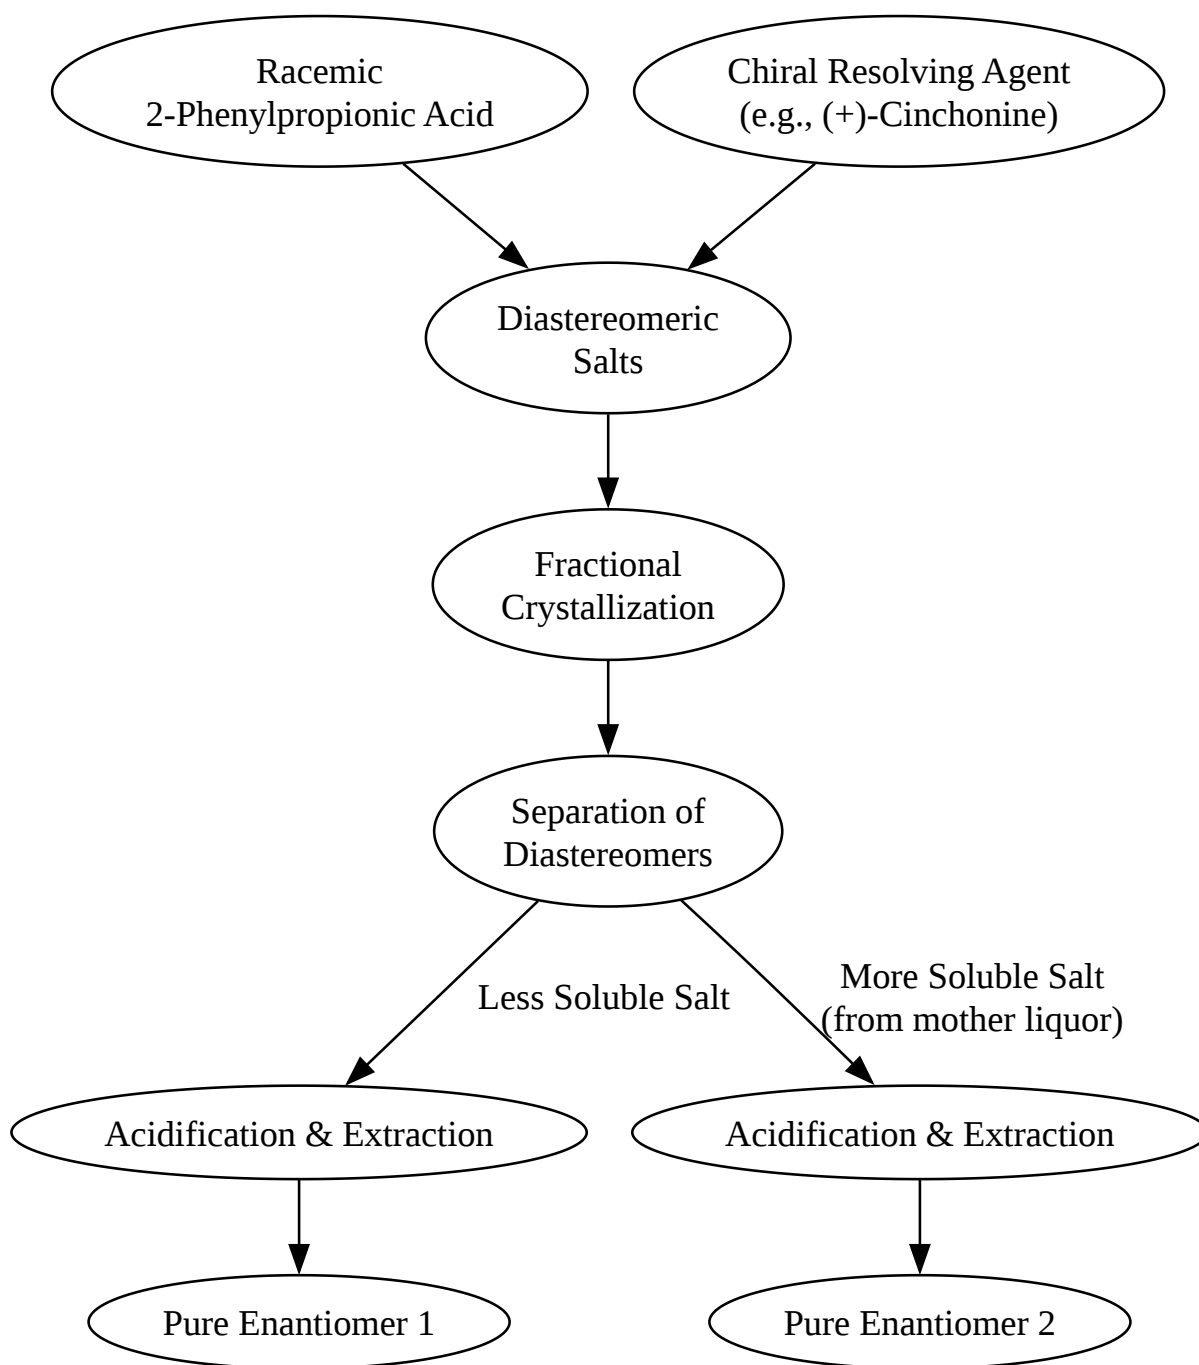 Racemic
2-Phenylpropionic Acid
Chiral Resolving Agent
(e.g., (+)-Cinchonine)
Diastereomeric
Salts
Fractional
Crystallization
Separation of
Diastereomers
Less Soluble Salt
More Soluble Salt
(from mother liquor)
Acidification & Extraction
Acidification & Extraction
Pure Enantiomer 1
Pure Enantiomer 2